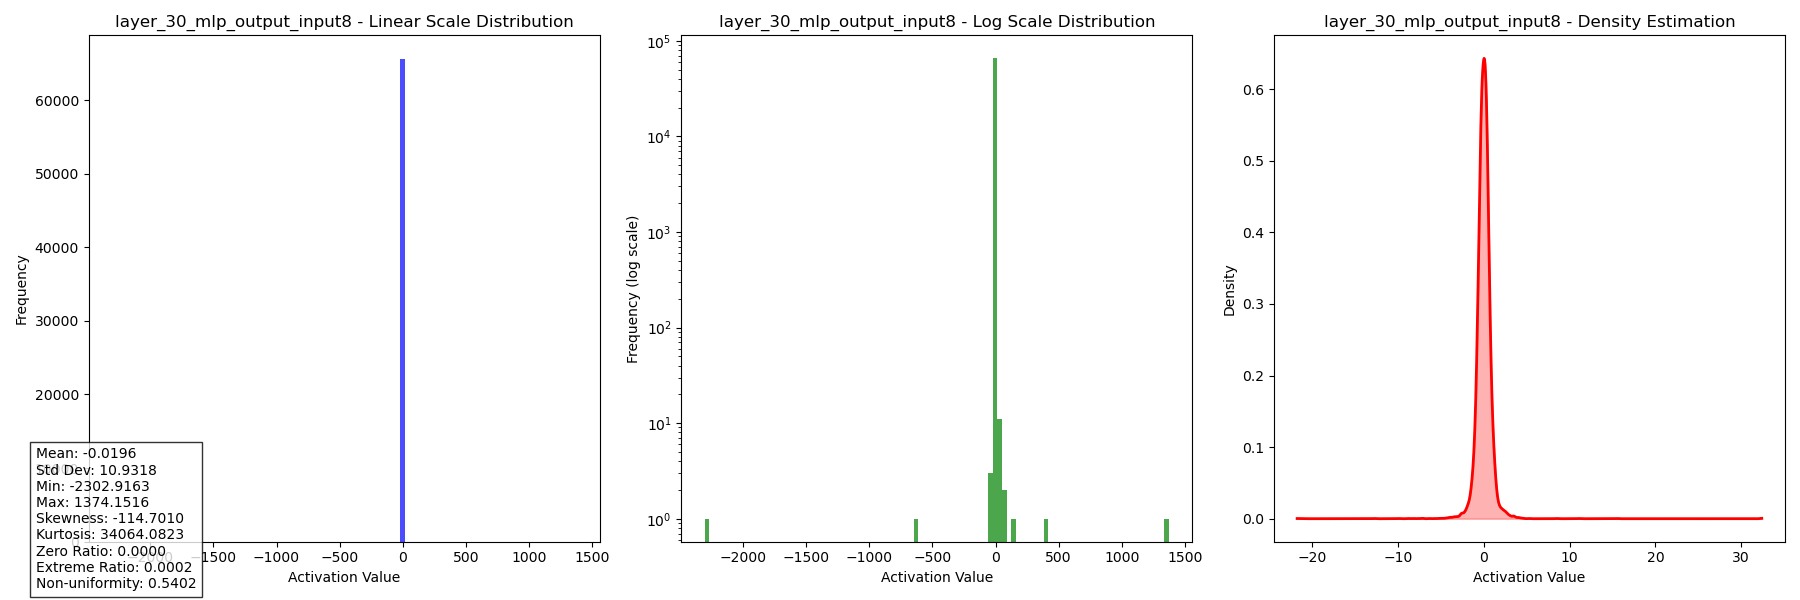 layer_30_mlp_output_input8 - Linear Scale Distribution
Frequency
60000
50000
40000
30000
20000
0
−2000 −1500 −1000 −500 0 500 1000 1500
Activation Value
Mean: -0.0196
Std Dev: 10.9318
Min: -2302.9163
Max: 1374.1516
Skewness: -114.7010
Kurtosis: 34064.0823
Zero Ratio: 0.0000
Extreme Ratio: 0.0002
Non-uniformity: 0.5402
layer_30_mlp_output_input8 - Log Scale Distribution
Frequency (log scale)
10⁵
10⁴
10³
10²
10¹
10⁰
−2000 −1500 −1000 −500 0 500 1000 1500
Activation Value
layer_30_mlp_output_input8 - Density Estimation
Density
0.6
0.5
0.4
0.3
0.2
0.1
0.0
−20 −10 0 10 20 30
Activation Value